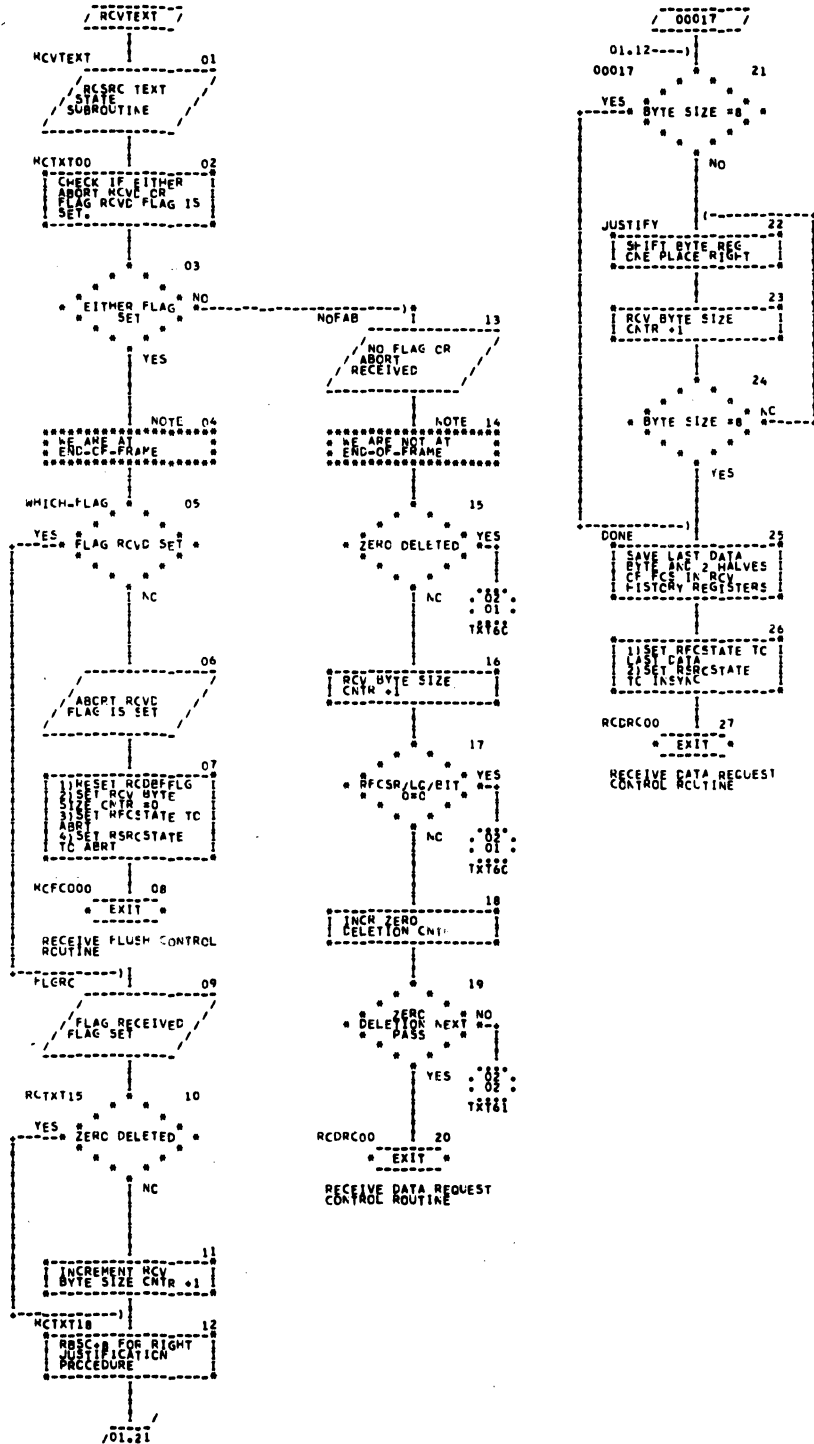 / RCVTEXT /
RCVTEXT 01
RCSRC TEXT
STATE
SUBROUTINE
RCTXT00 02
CHECK IF EITHER
ABORT RCVD OR
FLAG RCVD FLAG IS
SET.
03
EITHER FLAG
SET
NO
YES
NOTE 04
WE ARE AT
END-OF-FRAME
WHICH-FLAG 05
YES
FLAG RCVD SET
NO
06
ABORT RCVD
FLAG IS SET
07
1)RESET RCDBFFLG
2)SET RCV BYTE
SIZE CNTR =0
3)SET RFCSTATE TO
ABRT
4)SET RSRCSTATE
TO ABRT
RCFC000 08
EXIT
RECEIVE FLUSH CONTROL
ROUTINE
FLGRC 09
FLAG RECEIVED
FLAG SET
RCTXT15 10
YES
ZERO DELETED
NO
11
INCREMENT RCV
BYTE SIZE CNTR +1
RCTXT18 12
RBSC+8 FOR RIGHT
JUSTIFICATION
PROCEDURE
/01.21/
NOFAB 13
NO FLAG OR
ABORT
RECEIVED
NOTE 14
WE ARE NOT AT
END-OF-FRAME
15
YES
ZERO DELETED
NO
02
01
TXT6C
16
RCV BYTE SIZE
CNTR +1
17
YES
RFCSR/LC/BIT
0=0
NO
02
01
TXT6C
18
INCR ZERO
DELETION CNTR
19
ZERO
DELETION NEXT
PASS
NO
YES
02
02
TXT61
RCDRC00 20
EXIT
RECEIVE DATA REQUEST
CONTROL ROUTINE
/ 00017 /
01.12----)
00017 21
YES
BYTE SIZE =8
NO
JUSTIFY 22
SHIFT BYTE REG
ONE PLACE RIGHT
23
RCV BYTE SIZE
CNTR +1
24
BYTE SIZE =8
NO
YES
DONE 25
SAVE LAST DATA
BYTE AND 2 HALVES
OF FCS IN RCV
HISTORY REGISTERS
26
1)SET RFCSTATE TO
LAST DATA
2)SET RSRCSTATE
TO INSYNC
RCDRC00 27
EXIT
RECEIVE DATA REQUEST
CONTROL ROUTINE